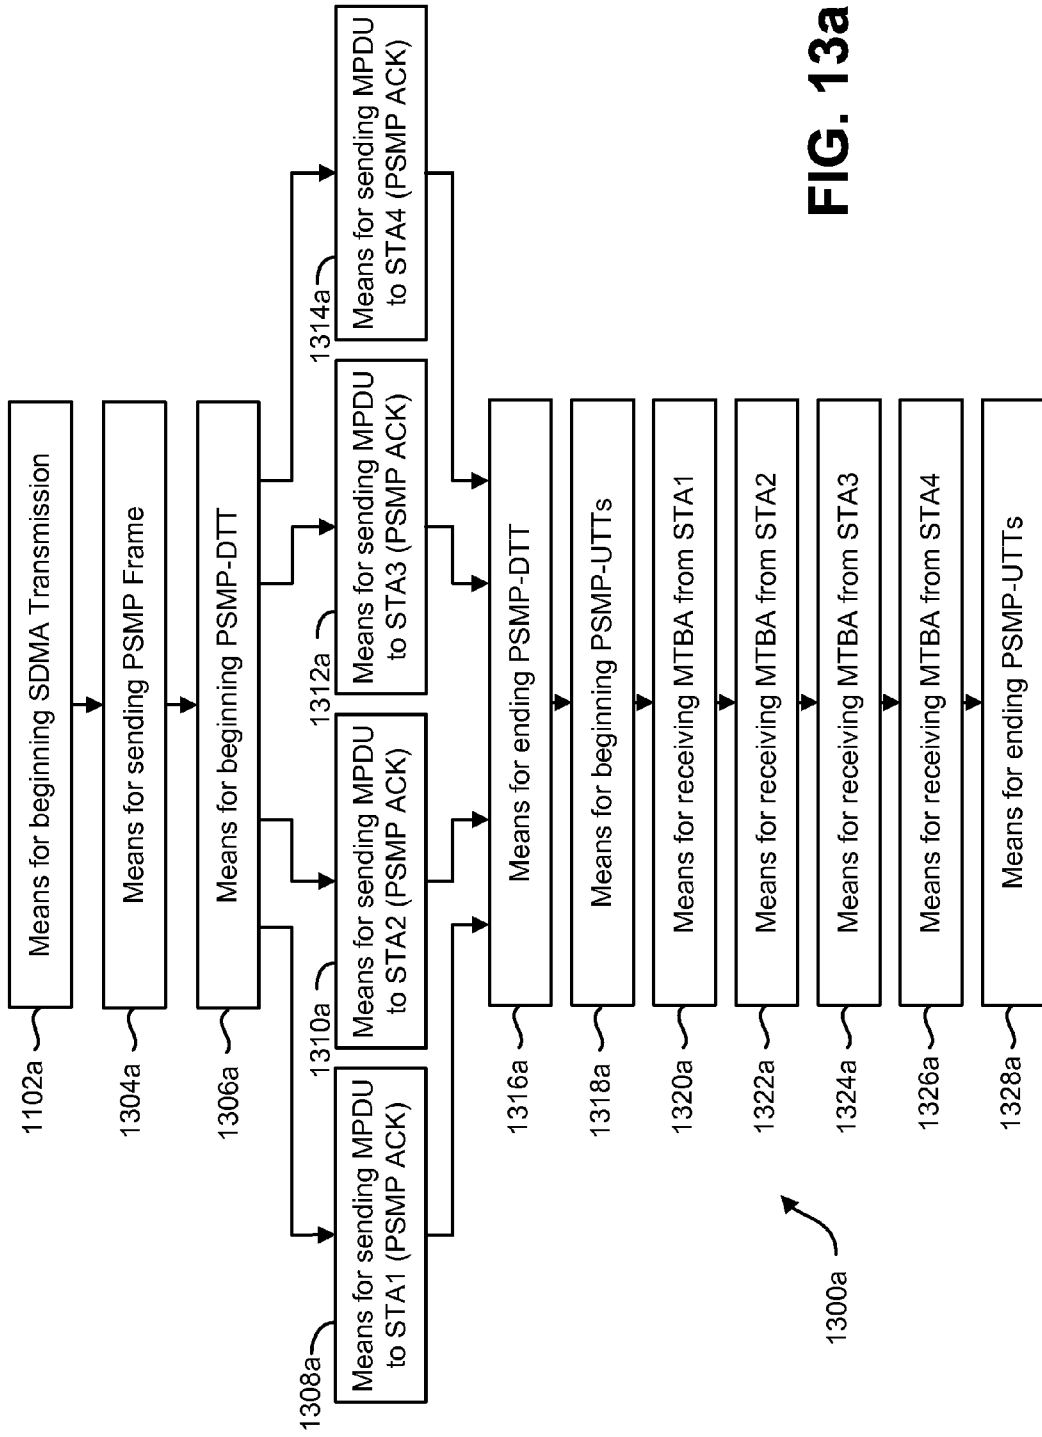 1102a
Means for beginning SDMA Transmission
1304a
Means for sending PSMP Frame
1306a
Means for beginning PSMP-DTT
1308a
Means for sending MPDU
to STA1 (PSMP ACK)
1310a
Means for sending MPDU
to STA2 (PSMP ACK)
1312a
Means for sending MPDU
to STA3 (PSMP ACK)
1314a
Means for sending MPDU
to STA4 (PSMP ACK)
1316a
Means for ending PSMP-DTT
1318a
Means for beginning PSMP-UTTs
1320a
Means for receiving MTBA from STA1
1322a
Means for receiving MTBA from STA2
1324a
Means for receiving MTBA from STA3
1326a
Means for receiving MTBA from STA4
1328a
Means for ending PSMP-UTTs
1300a
FIG. 13a